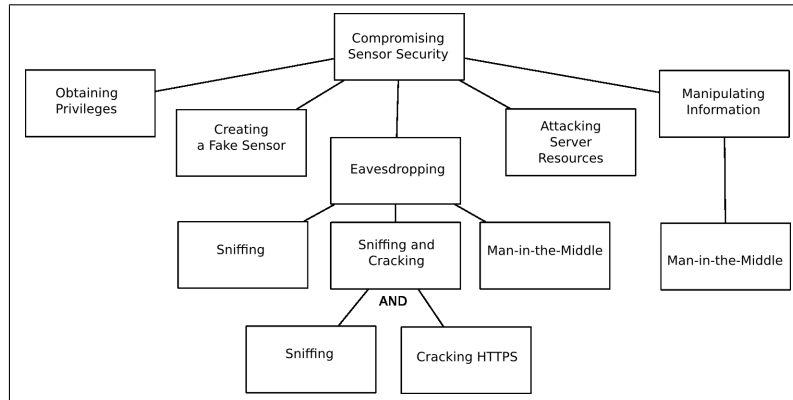 Compromising
Sensor Security
Obtaining
Privileges
Creating
a Fake Sensor
Eavesdropping
Attacking
Server
Resources
Manipulating
Information
Sniffing
Sniffing and
Cracking
Man-in-the-Middle
Man-in-the-Middle
AND
Sniffing
Cracking HTTPS